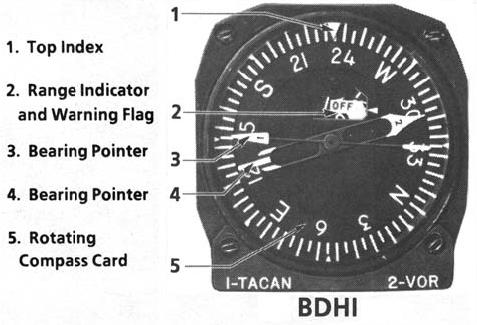 1. Top Index
2. Range Indicator
and Warning Flag
3. Bearing Pointer
4. Bearing Pointer
5. Rotating
Compass Card
1
2
3
4
5
21
24
W
30
33
N
3
6
E
12
15
S
OFF
1
2
1-TACAN
2-VOR
BDHI